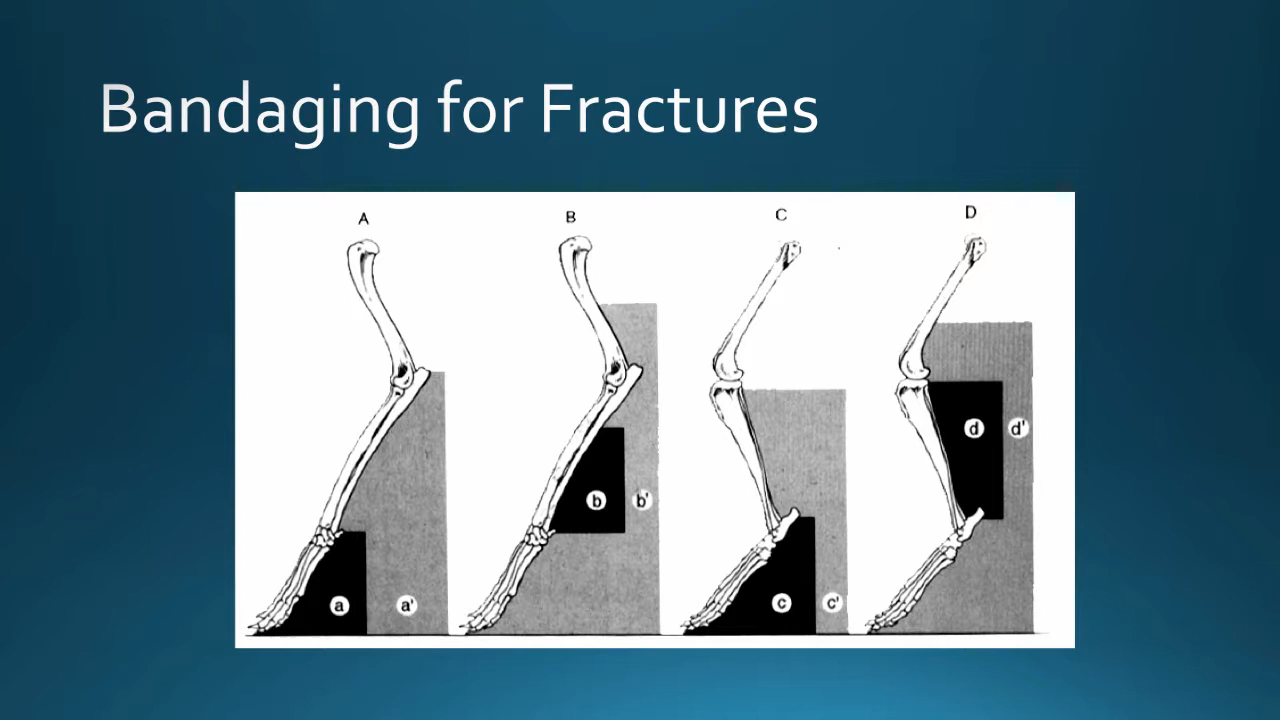 Bandaging for Fractures
A B C D
d d'
b b'
a a' c c'